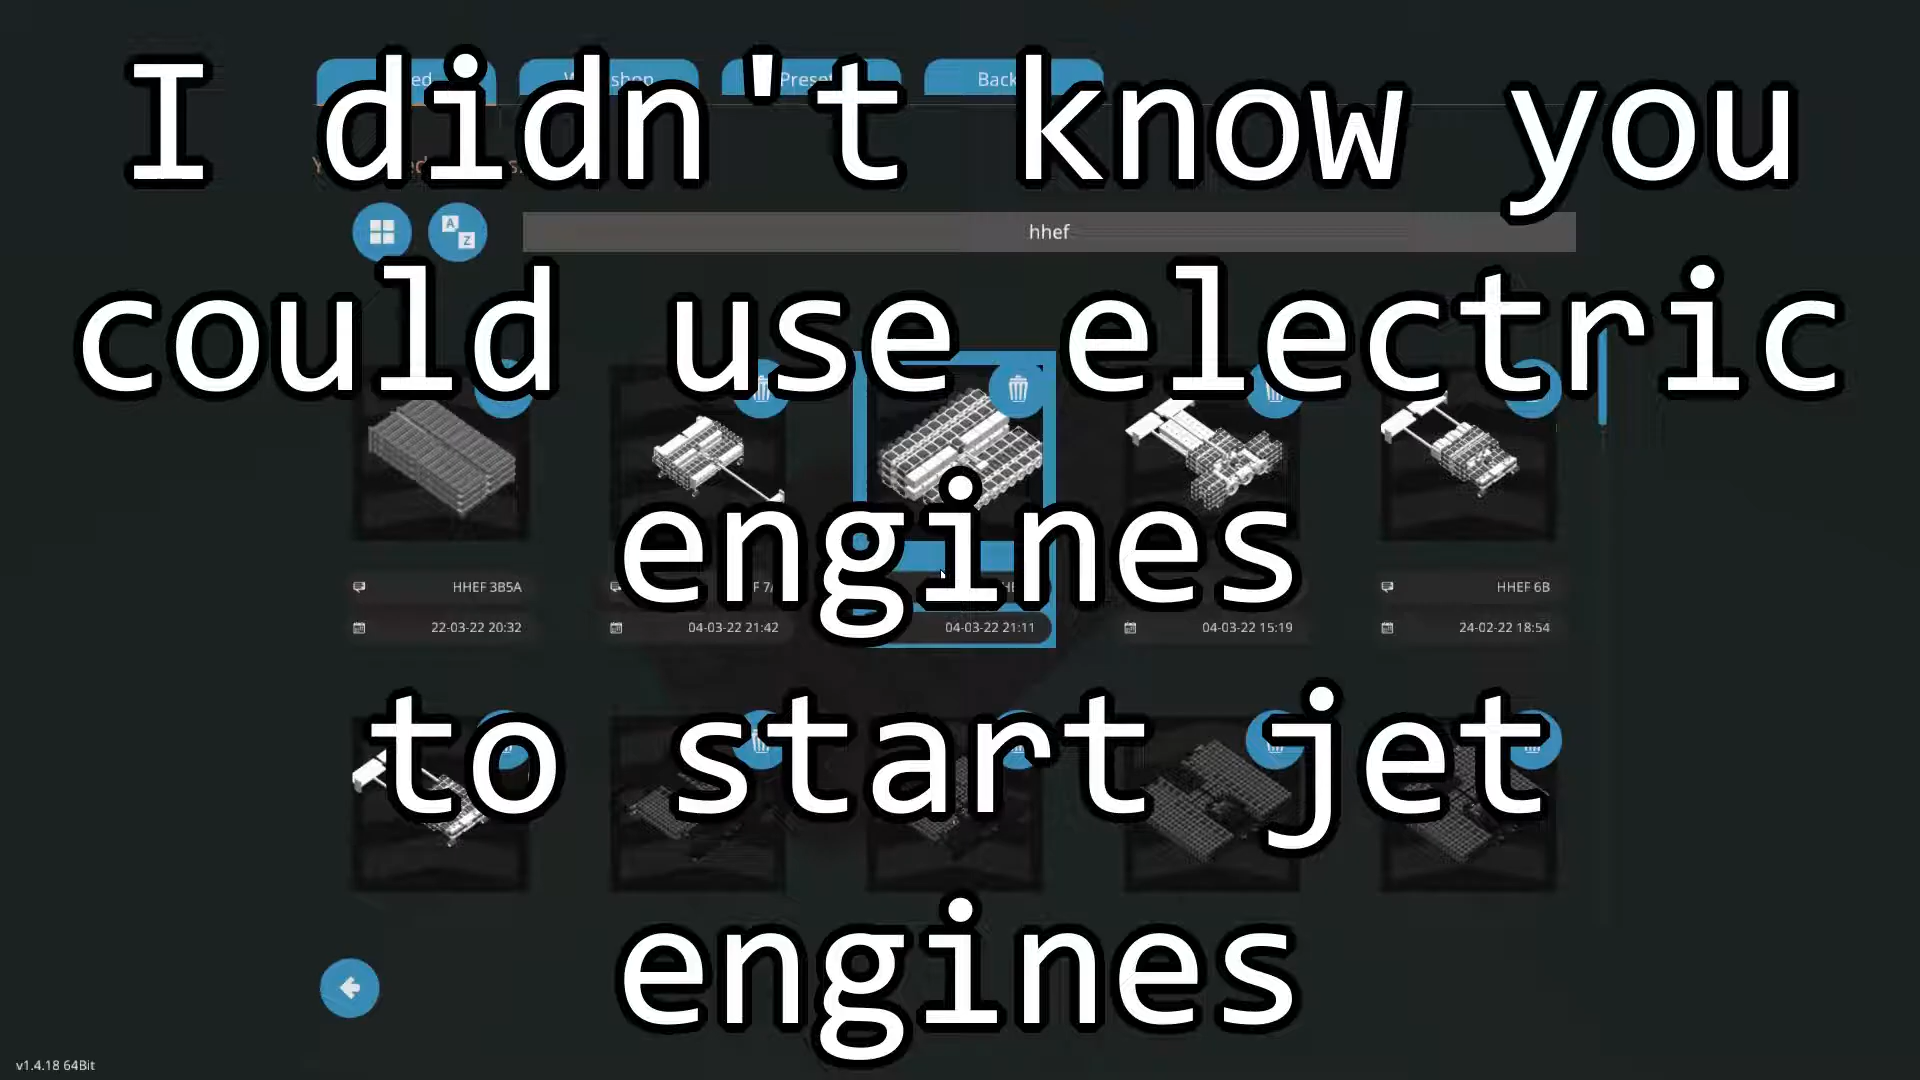 I didn't know you
could use electric
engines
to start jet
engines
Back
hhef
HHEF 3B5A
HHEF 6B
22-03-22 20:32
04-03-22 21:42
04-03-22 21:11
04-03-22 15:19
24-02-22 18:54
v1.4.18 64Bit